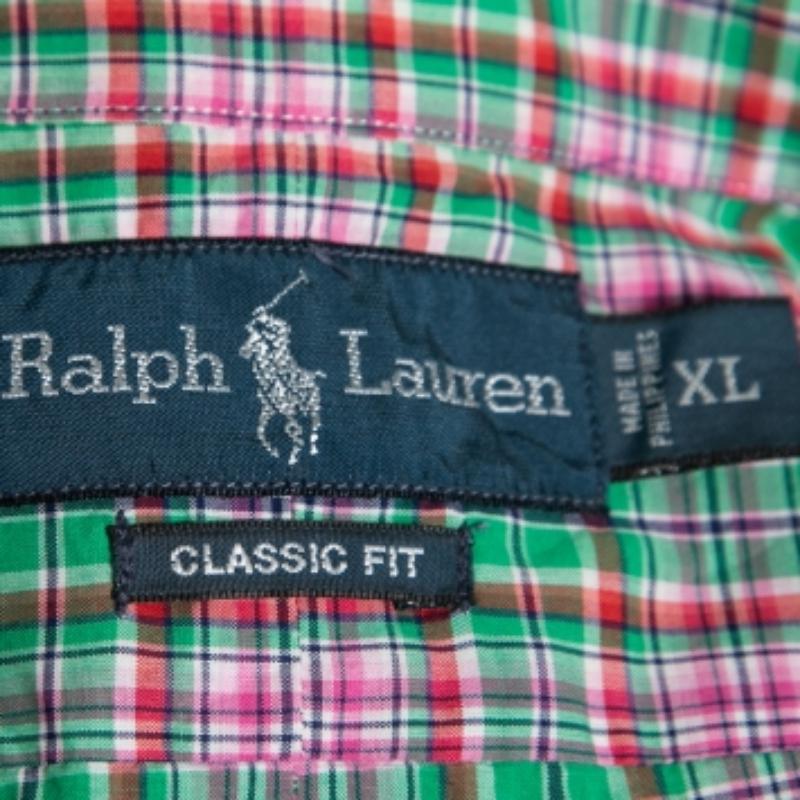 Ralph Lauren
MADE IN
PHILIPPINES
XL
CLASSIC FIT